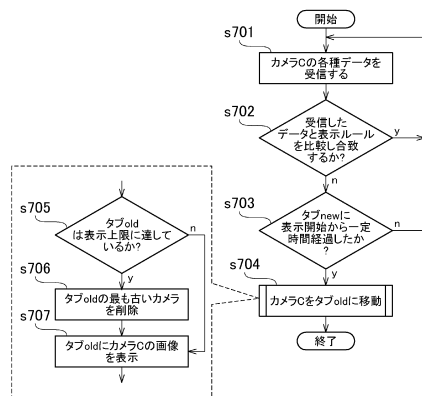 開始
s701
カメラCの各種データを
受信する
s702
受信した
データと表示ルール
を比較し合致
するか?
y
n
s703
タブnewに
表示開始から一定
時間経過したか
?
n
y
s704
カメラCをタブoldに移動
終了
s705
タブold
は表示上限に達して
いるか?
n
y
s706
タブoldの最も古いカメラ
を削除
s707
タブoldにカメラCの画像
を表示